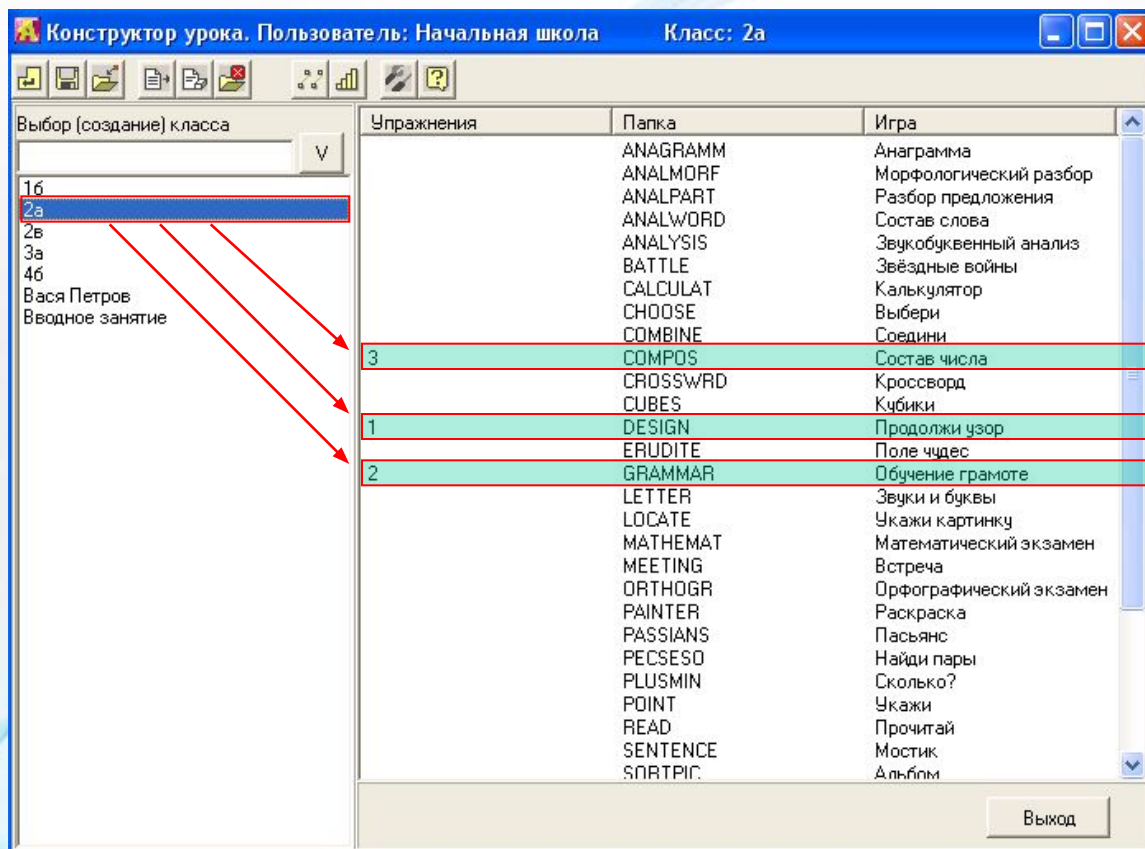 Конструктор урока. Пользователь: Начальная школа Класс: 2а
Выбор (создание) класса
V
1б
2а
2в
3а
4б
Вася Петров
Вводное занятие
Упражнения Папка Игра
ANAGRAMM Анаграмма
ANALMORF Морфологический разбор
ANALPART Разбор предложения
ANALWORD Состав слова
ANALYSIS Звукобуквенный анализ
BATTLE Звёздные войны
CALCULAT Калькулятор
CHOOSE Выбери
COMBINE Соедини
3 COMPOS Состав числа
CROSSWRD Кроссворд
CUBES Кубики
1 DESIGN Продолжи узор
ERUDITE Поле чудес
2 GRAMMAR Обучение грамоте
LETTER Звуки и буквы
LOCATE Укажи картинку
MATHEMAT Математический экзамен
MEETING Встреча
ORTHOGR Орфографический экзамен
PAINTER Раскраска
PASSIANS Пасьянс
PECSESO Найди пары
PLUSMIN Сколько?
POINT Укажи
READ Прочитай
SENTENCE Мостик
SORTPIC Альбом
Выход